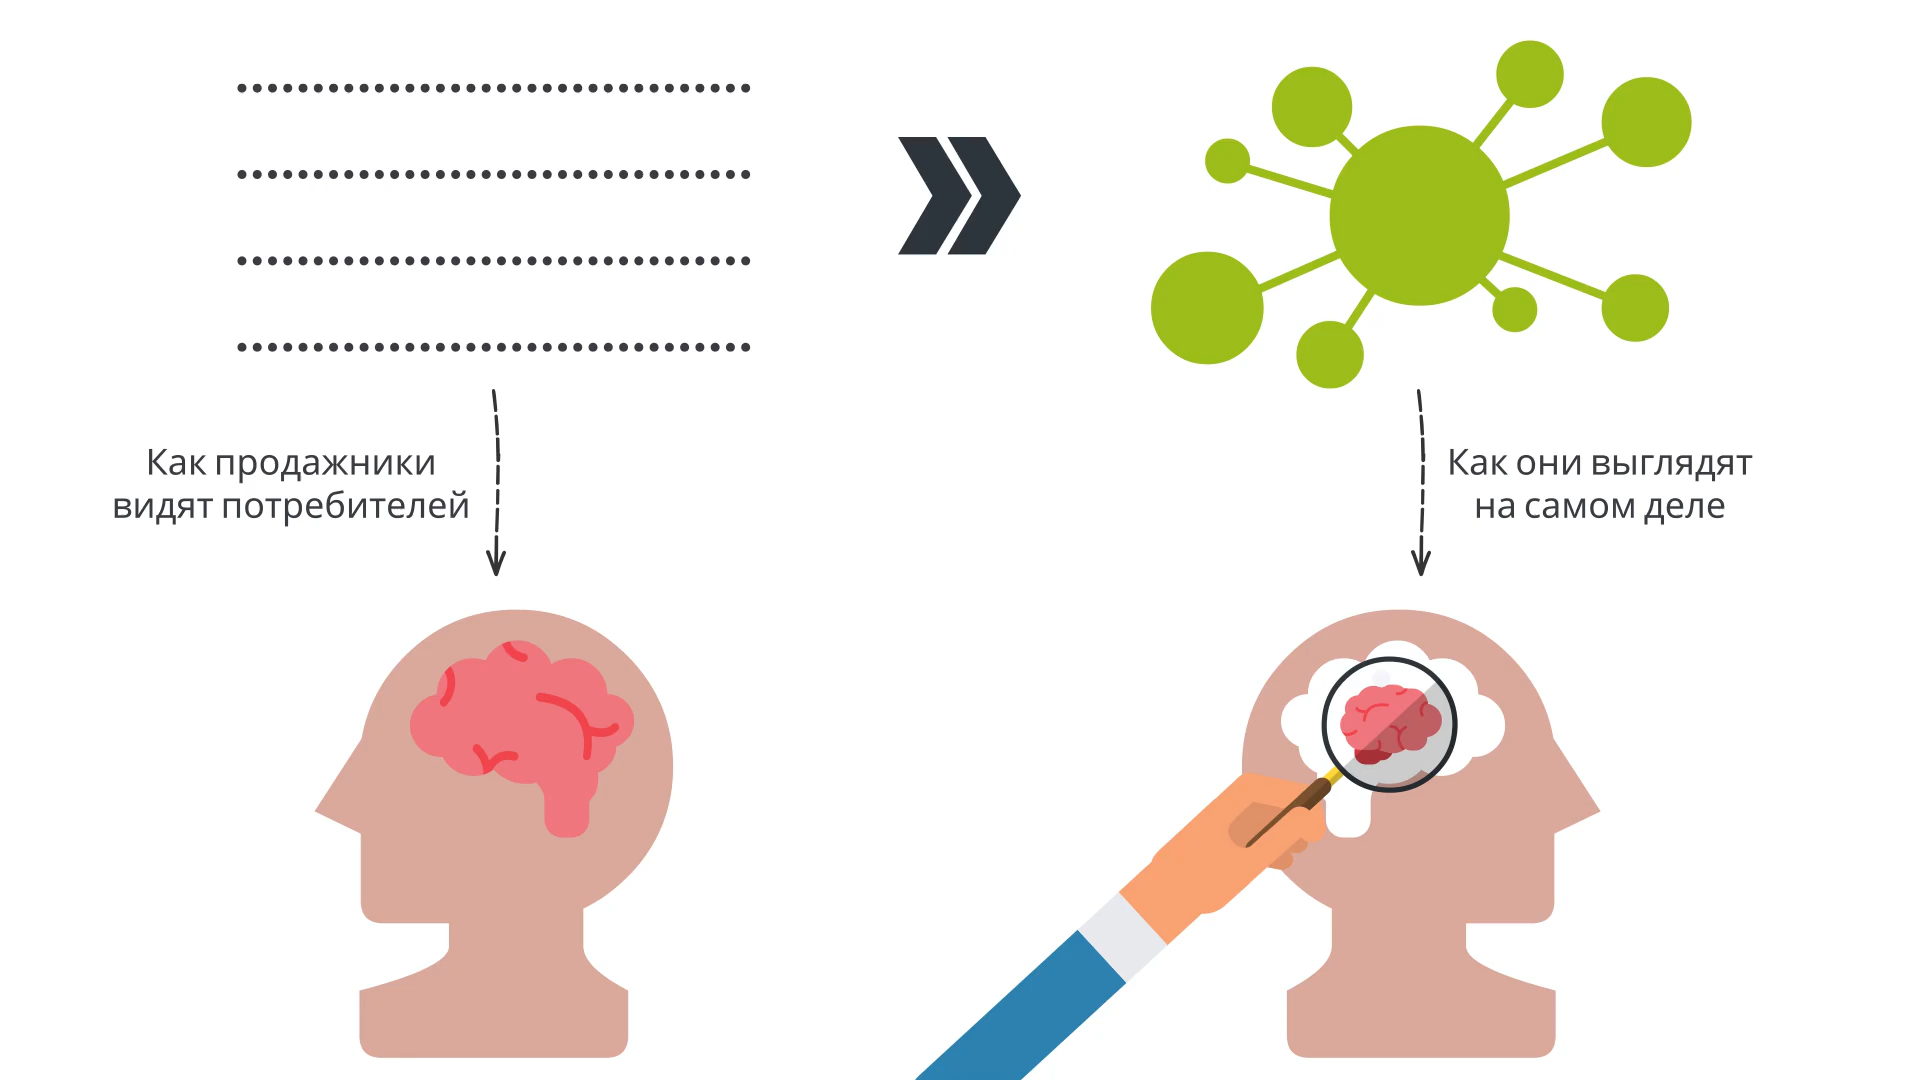 Как продажники
видят потребителей
Как они выглядят
на самом деле